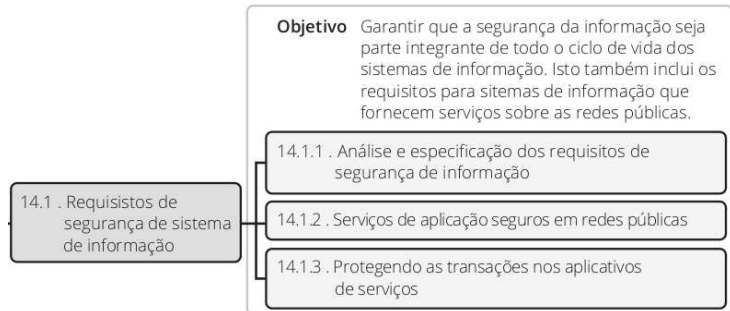 Objetivo Garantir que a segurança da informação seja
parte integrante de todo o ciclo de vida dos
sistemas de informação. Isto também inclui os
requisitos para sitemas de informação que
fornecem serviços sobre as redes públicas.
14.1 . Requisistos de
segurança de sistema
de informação
14.1.1 . Análise e especificação dos requisitos de
segurança de informação
14.1.2 . Serviços de aplicação seguros em redes públicas
14.1.3 . Protegendo as transações nos aplicativos
de serviços